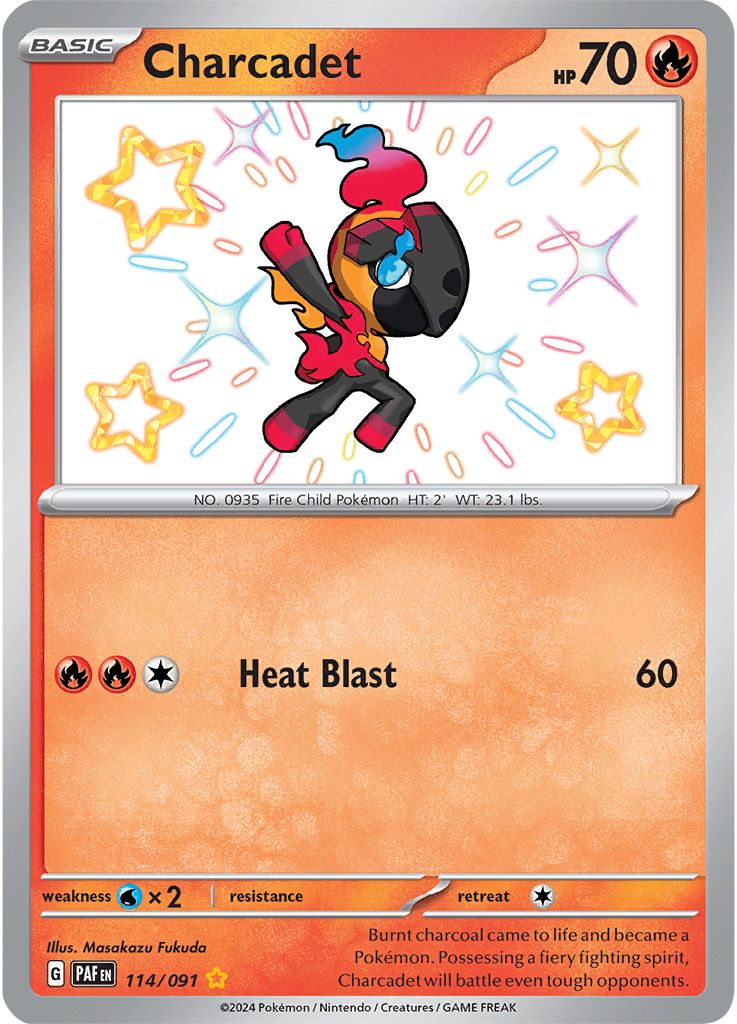 BASIC
Charcadet
HP 70
NO. 0935 Fire Child Pokémon HT: 2' WT: 23.1 lbs.
Heat Blast 60
weakness ×2 resistance retreat
Illus. Masakazu Fukuda
G PAF EN 114/091
Burnt charcoal came to life and became a
Pokémon. Possessing a fiery fighting spirit,
Charcadet will battle even tough opponents.
©2024 Pokémon / Nintendo / Creatures / GAME FREAK